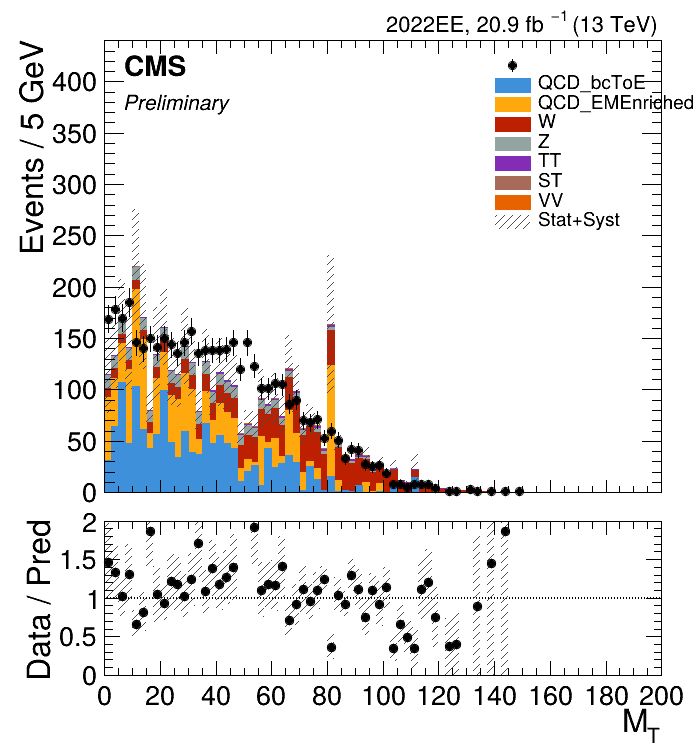 2022EE, 20.9 fb ⁻¹ (13 TeV)
CMS
Preliminary
QCD_bcToE
QCD_EMEnriched
W
Z
TT
ST
VV
Stat+Syst
Events / 5 GeV
400
350
300
250
200
150
100
50
0
Data / Pred
2
1.5
1
0.5
0
0 20 40 60 80 100 120 140 160 180 200
M_T